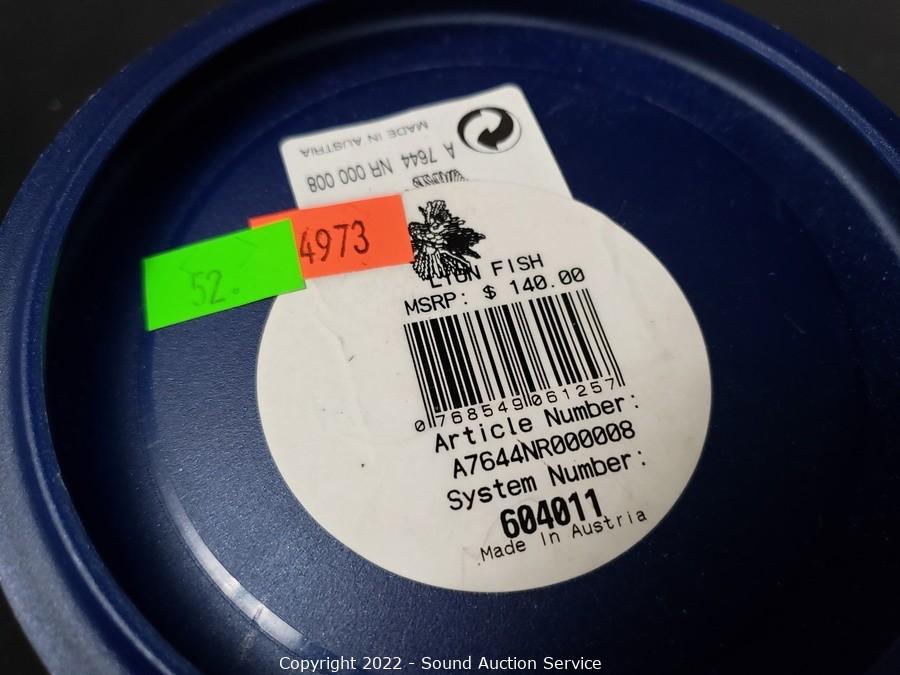 MADE IN AUSTRIA
A 7644 NR 000 008
4973
52.
LION FISH
MSRP: $ 140.00
0 768549 061257
Article Number:
A7644NR000008
System Number:
604011
Made In Austria
Copyright 2022 - Sound Auction Service